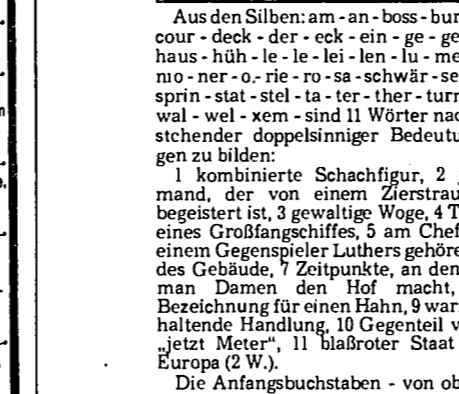 Aus den Silben: am - an - boss - bur
cour - deck - der - eck - ein - ge - ge
haus - hüh - le - le - lei - len - lu - me
mo - ner - o.- rie - ro - sa - schwär - se
sprin - stat - stel - ta - ter - ther - turn
wal - wel - xem - sind 11 Wörter nac
stchender doppelsinniger Bedeutu
gen zu bilden:
1 kombinierte Schachfigur, 2
mand, der von einem Zierstrau
begeistert ist, 3 gewaltige Woge, 4 T
eines Großfangschiffes, 5 am Chef
einem Gegenspieler Luthers gehöre
des Gebäude, 7 Zeitpunkte, an den
man Damen den Hof macht,
Bezeichnung für einen Hahn, 9 war
haltende Handlung, 10 Gegenteil v
„jetzt Meter“, 11 blaßroter Staat
Europa (2 W.).
Die Anfangsbuchstaben - von ob